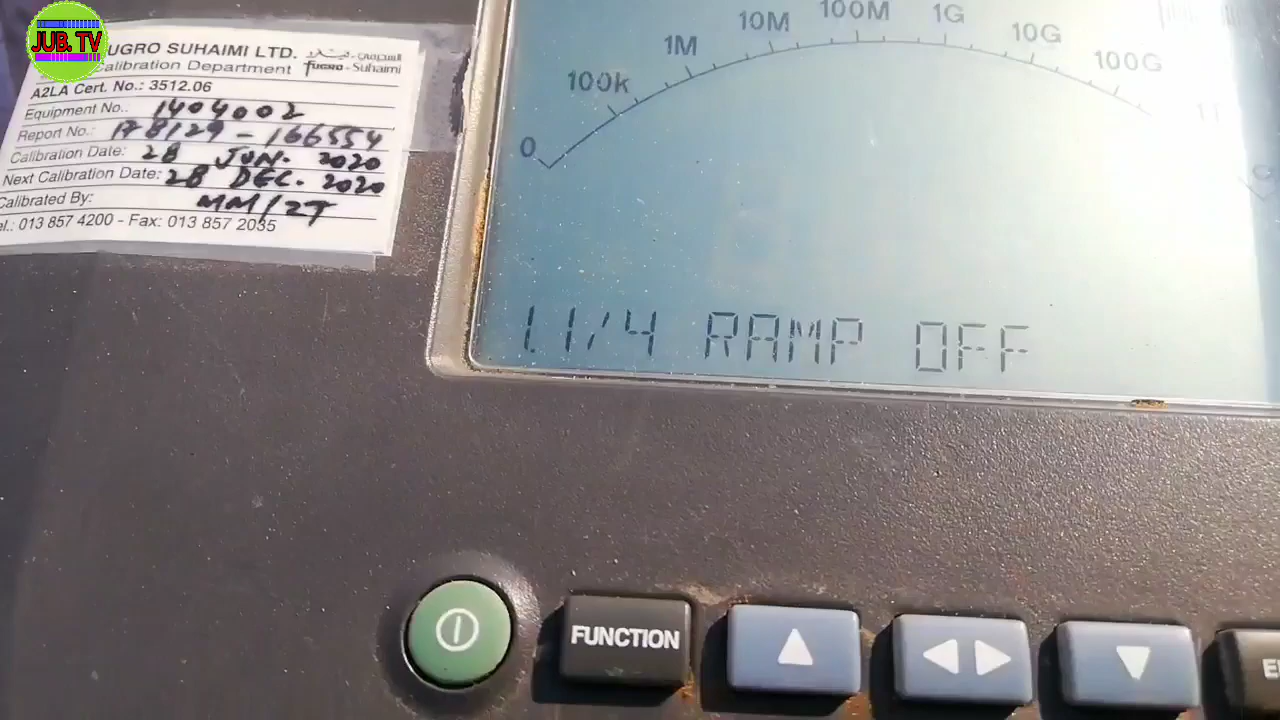 JUB.TV
UGRO SUHAIMI LTD.
Calibration Department
fugro-Suhaimi
A2LA Cert. No.: 3512.06
Equipment No.. 1404002
Report No.: 178129-166554
Calibration Date: 28 JUN. 2020
Next Calibration Date: 28 DEC. 2020
Calibrated By: MM/ZT
el.: 013 857 4200 - Fax: 013 857 2035
0 100k 1M 10M 100M 1G 10G 100G
1.1/4 RAMP OFF
FUNCTION